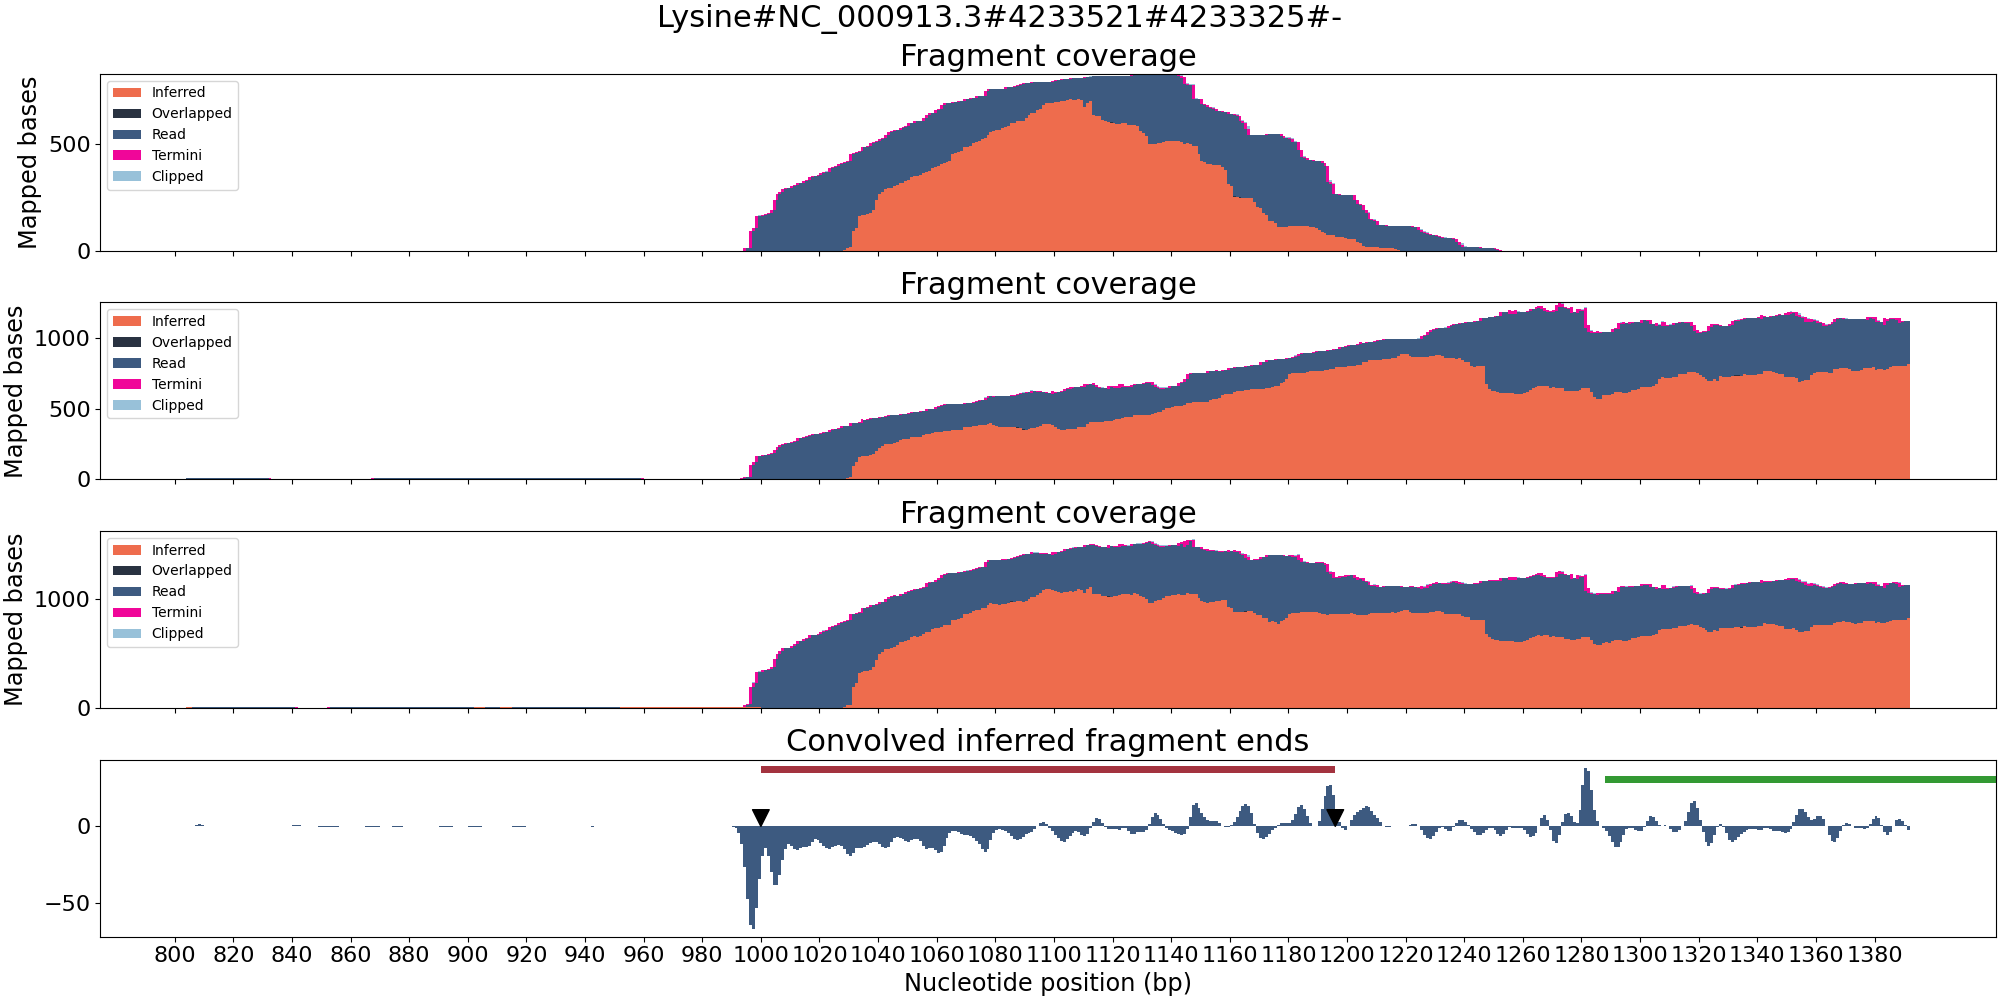 Lysine#NC_000913.3#4233521#4233325#-
Fragment coverage
Mapped bases
500
0
Inferred
Overlapped
Read
Termini
Clipped
Fragment coverage
Mapped bases
1000
500
0
Inferred
Overlapped
Read
Termini
Clipped
Fragment coverage
Mapped bases
1000
0
Inferred
Overlapped
Read
Termini
Clipped
Convolved inferred fragment ends
0
−50
800 820 840 860 880 900 920 940 960 980 1000 1020 1040 1060 1080 1100 1120 1140 1160 1180 1200 1220 1240 1260 1280 1300 1320 1340 1360 1380
Nucleotide position (bp)